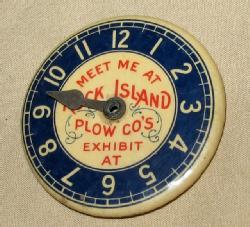 12
1
2
3
4
5
6
7
8
9
10
11
MEET ME AT
ROCK ISLAND
PLOW CO'S.
EXHIBIT
AT